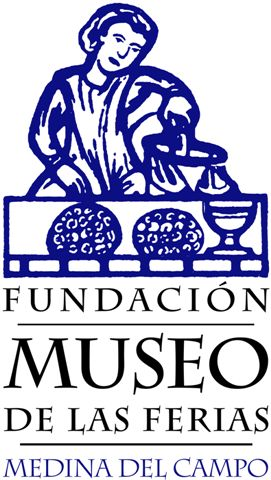 FUNDACIÓN
MUSEO
DE LAS FERIAS
MEDINA DEL CAMPO